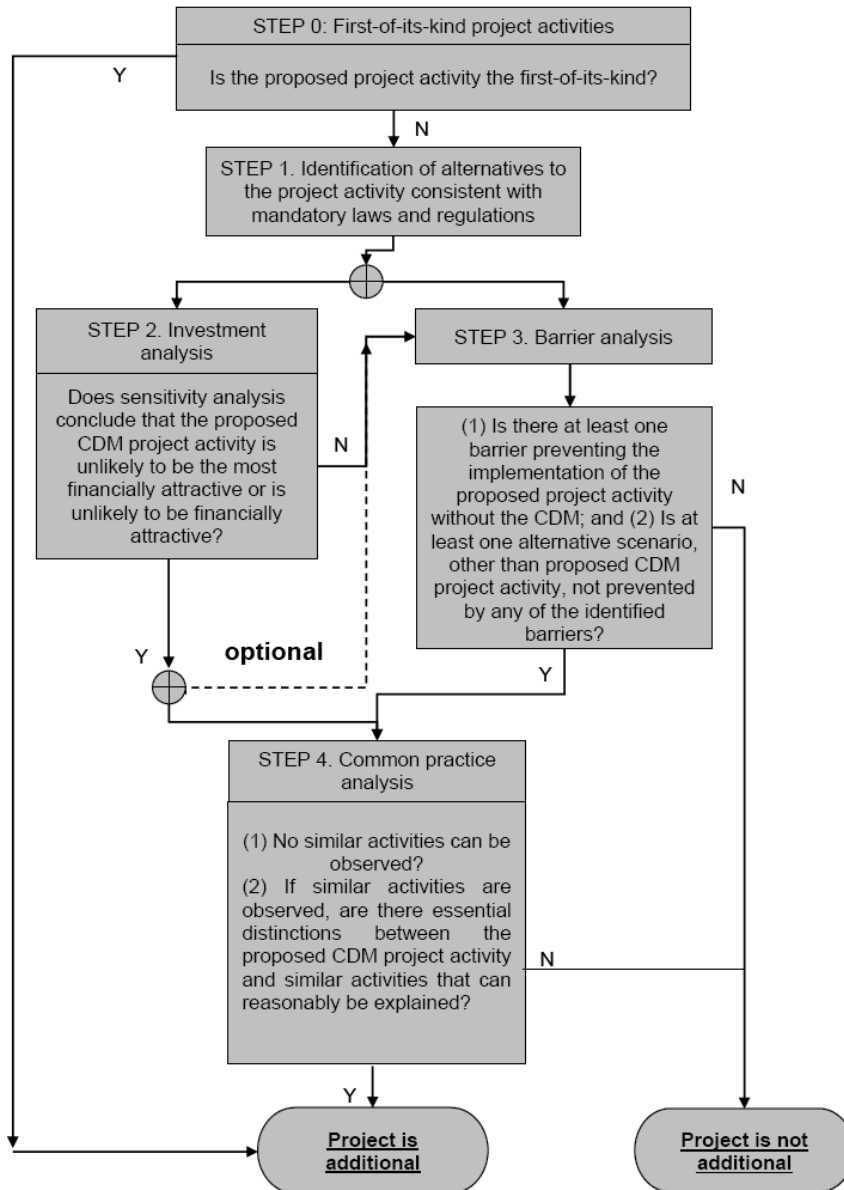 STEP 0: First-of-its-kind project activities
Y
Is the proposed project activity the first-of-its-kind?
N
STEP 1. Identification of alternatives to
the project activity consistent with
mandatory laws and regulations
STEP 2. Investment
analysis
Does sensitivity analysis
conclude that the proposed
CDM project activity is
unlikely to be the most
financially attractive or is
unlikely to be financially
attractive?
N
STEP 3. Barrier analysis
(1) Is there at least one
barrier preventing the
implementation of the
proposed project activity
without the CDM; and (2) Is at
least one alternative scenario,
other than proposed CDM
project activity, not prevented
by any of the identified
barriers?
N
Y
optional
Y
STEP 4. Common practice
analysis
(1) No similar activities can be
observed?
(2) If similar activities are
observed, are there essential
distinctions between the
proposed CDM project activity
and similar activities that can
reasonably be explained?
N
Y
Project is
additional
Project is not
additional